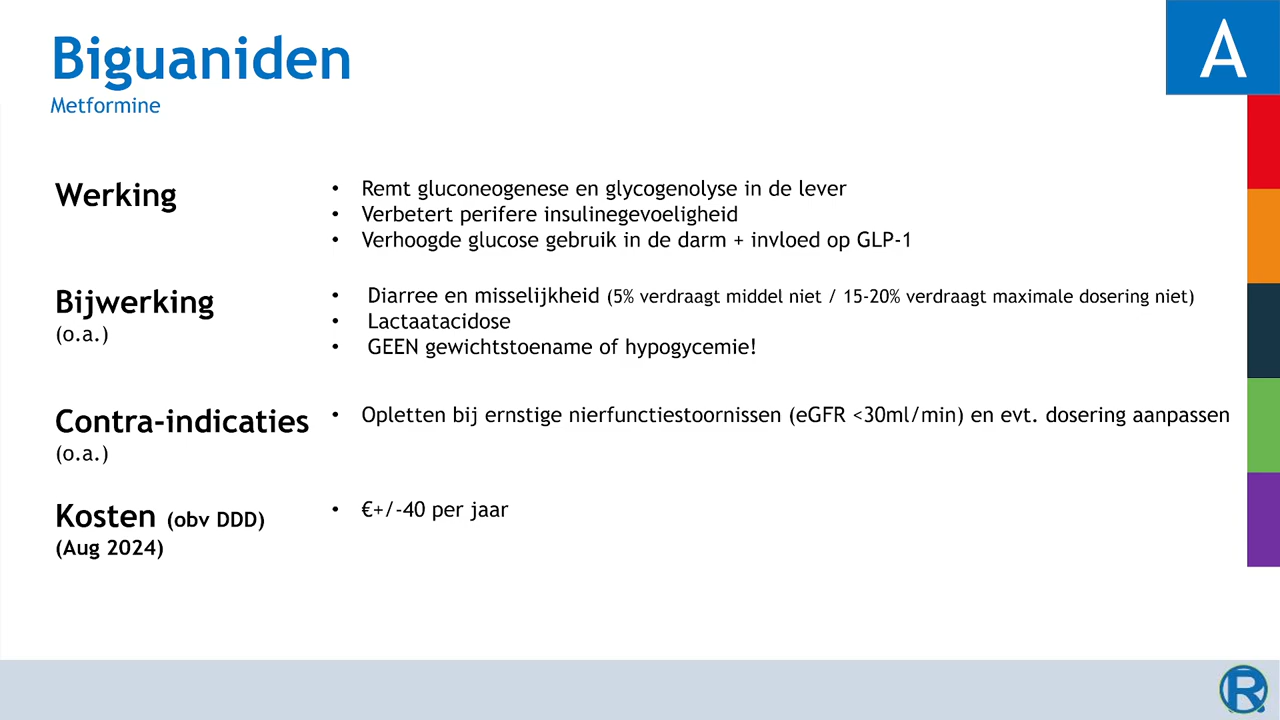 Biguaniden
Metformine
A
Werking
• Remt gluconeogenese en glycogenolyse in de lever
• Verbetert perifere insulinegevoeligheid
• Verhoogde glucose gebruik in de darm + invloed op GLP-1
Bijwerking
(o.a.)
• Diarree en misselijkheid (5% verdraagt middel niet / 15-20% verdraagt maximale dosering niet)
• Lactaatacidose
• GEEN gewichtstoename of hypogycemie!
Contra-indicaties
(o.a.)
• Opletten bij ernstige nierfunctiestoornissen (eGFR <30ml/min) en evt. dosering aanpassen
Kosten (obv DDD)
(Aug 2024)
• €+/-40 per jaar
R